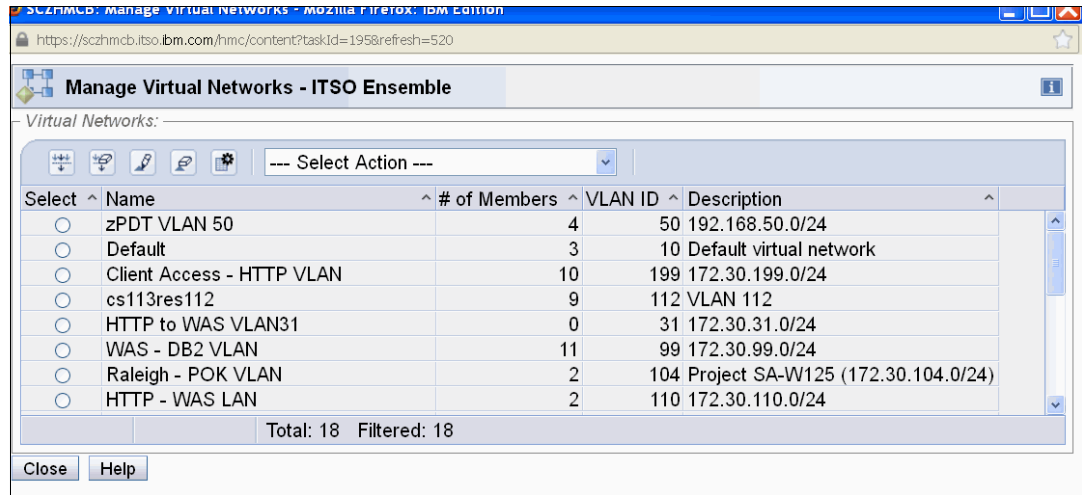 SCZHMCB: Manage Virtual Networks - Mozilla Firefox: IBM Edition
https://sczhmcb.itso.ibm.com/hmc/content?taskId=195&refresh=520
Manage Virtual Networks - ITSO Ensemble
Virtual Networks:
--- Select Action ---
Select ^ Name ^ # of Members ^ VLAN ID ^ Description ^
zPDT VLAN 50 4 50 192.168.50.0/24
Default 3 10 Default virtual network
Client Access - HTTP VLAN 10 199 172.30.199.0/24
cs113res112 9 112 VLAN 112
HTTP to WAS VLAN31 0 31 172.30.31.0/24
WAS - DB2 VLAN 11 99 172.30.99.0/24
Raleigh - POK VLAN 2 104 Project SA-W125 (172.30.104.0/24)
HTTP - WAS LAN 2 110 172.30.110.0/24
Total: 18 Filtered: 18
Close Help